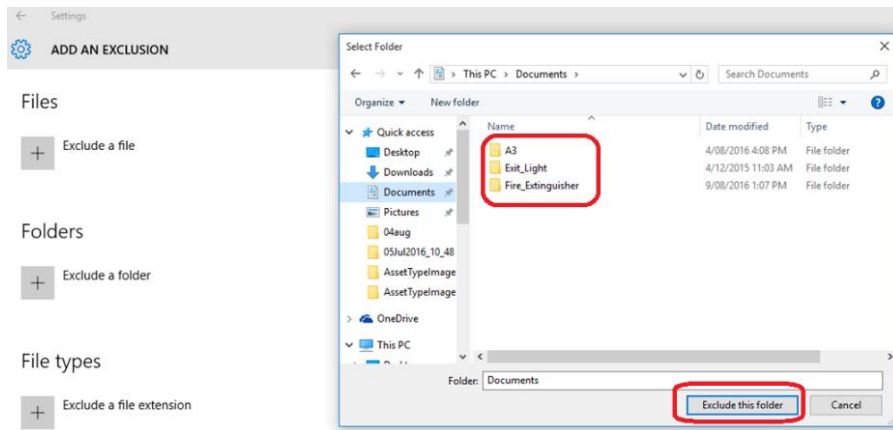 Settings
ADD AN EXCLUSION
Files
Exclude a file
Folders
Exclude a folder
File types
Exclude a file extension
Select Folder
This PC > Documents >
Search Documents
Organize New folder
Quick access
Desktop
Downloads
Documents
Pictures
04aug
05Jul2016_10_48
AssetTypeImage
AssetTypeImage
OneDrive
This PC
Name Date modified Type
A3 4/08/2016 4:08 PM File folder
Exit_Light 4/12/2015 11:03 AM File folder
Fire_Extinguisher 9/08/2016 1:07 PM File folder
Folder: Documents
Exclude this folder Cancel